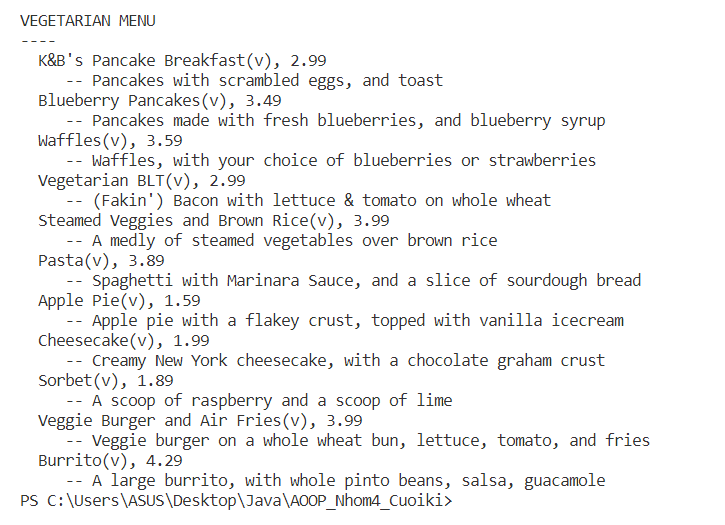 VEGETARIAN MENU
----
K&B's Pancake Breakfast(v), 2.99
-- Pancakes with scrambled eggs, and toast
Blueberry Pancakes(v), 3.49
-- Pancakes made with fresh blueberries, and blueberry syrup
Waffles(v), 3.59
-- Waffles, with your choice of blueberries or strawberries
Vegetarian BLT(v), 2.99
-- (Fakin') Bacon with lettuce & tomato on whole wheat
Steamed Veggies and Brown Rice(v), 3.99
-- A medly of steamed vegetables over brown rice
Pasta(v), 3.89
-- Spaghetti with Marinara Sauce, and a slice of sourdough bread
Apple Pie(v), 1.59
-- Apple pie with a flakey crust, topped with vanilla icecream
Cheesecake(v), 1.99
-- Creamy New York cheesecake, with a chocolate graham crust
Sorbet(v), 1.89
-- A scoop of raspberry and a scoop of lime
Veggie Burger and Air Fries(v), 3.99
-- Veggie burger on a whole wheat bun, lettuce, tomato, and fries
Burrito(v), 4.29
-- A large burrito, with whole pinto beans, salsa, guacamole
PS C:\Users\ASUS\Desktop\Java\AOOP_Nhom4_Cuoiki>